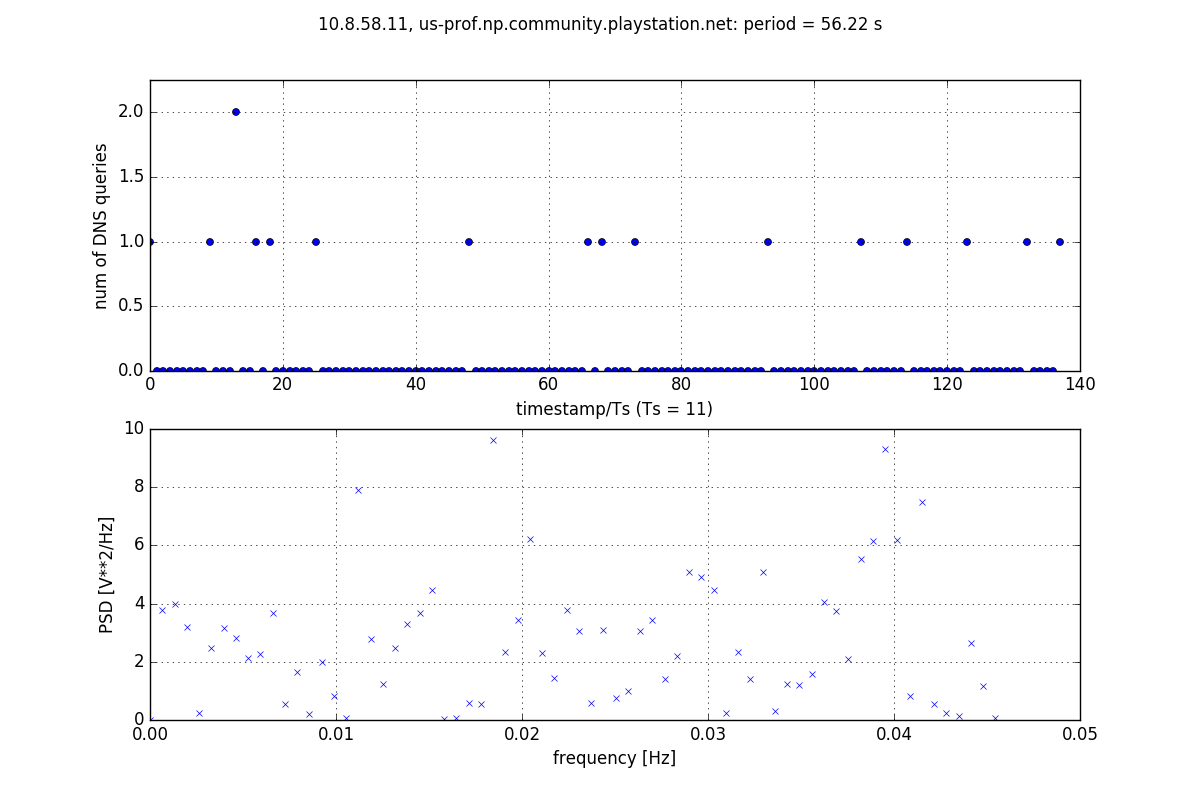 10.8.58.11, us-prof.np.community.playstation.net: period = 56.22 s
2.0
1.5
1.0
0.5
0.0
num of DNS queries
0 20 40 60 80 100 120 140
timestamp/Ts (Ts = 11)
10
8
6
4
2
0
PSD [V**2/Hz]
0.00 0.01 0.02 0.03 0.04 0.05
frequency [Hz]